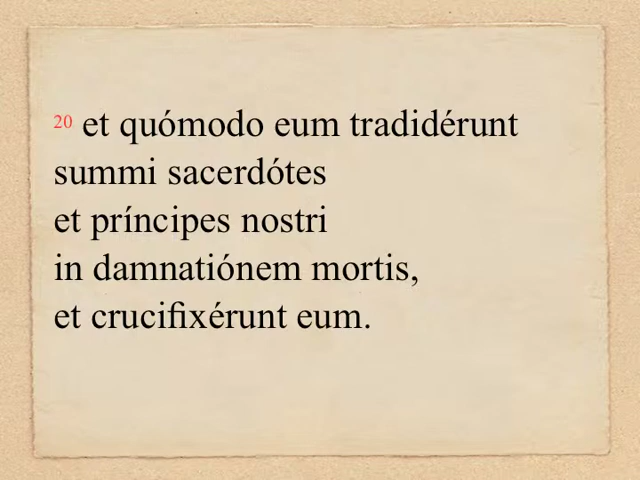 20 et quómodo eum tradidérunt
summi sacerdótes
et príncipes nostri
in damnatiónem mortis,
et crucifixérunt eum.